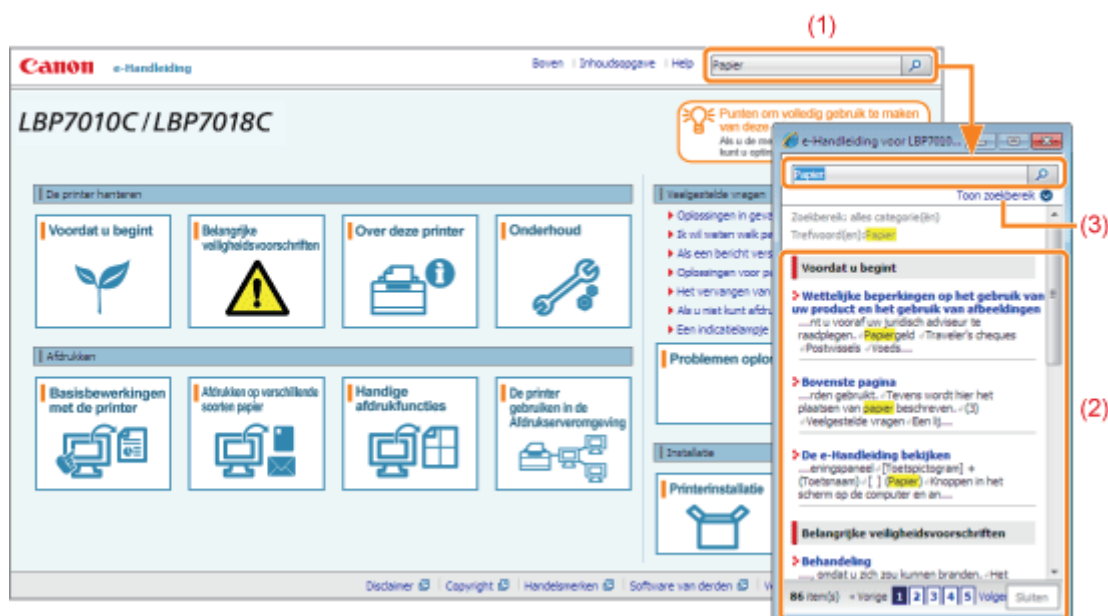 (1)
Canon e-Handleiding
Boven Inhoudsopgave Help Papier
LBP7010C / LBP7018C
Punten om volledig gebruik te maken
van deze
Als u de me
kunt u optim
De printer hanteren
Voordat u begint
Belangrijke
veiligheidsvoorschriften
Over deze printer
Onderhoud
Afdrukken
Basisbewerkingen
met de printer
Afdrukken op verschillende
soorten papier
Handige
afdrukfuncties
De printer
gebruiken in de
Afdrukserveromgeving
Veelgestelde vragen
Oplossingen in geva
Ik wil weten welk pa
Als een bericht vers
Oplossingen voor pa
Het vervangen van
Als u niet kunt afdru
Een indicatielampje
Problemen oplos
Installatie
Printerinstallatie
Disclaimer Copyright Handelsmerken Software van derden
e-Handleiding voor LBP7010...
Papier
Toon zoekbereik
(3)
Zoekbereik: alles categorie(ën)
Trefwoord(en):Papier
Voordat u begint
Wettelijke beperkingen op het gebruik van
uw product en het gebruik van afbeeldingen
....nt u vooraf uw juridisch adviseur te
raadplegen. Papiergeld Traveler's cheques
Postwissels Voeds....
Bovenste pagina
....rden gebruikt. Tevens wordt hier het
plaatsen van papier beschreven. (3)
Veelgestelde vragen Een lij....
(2)
De e-Handleiding bekijken
....eningspaneel [Toetspictogram] +
(Toetsnaam) [ ] (Papier) Knoppen in het
scherm op de computer en an....
Belangrijke veiligheidsvoorschriften
Behandeling
...., omdat u zich zou kunnen branden. Het
86 item(s) « Vorige 1 2 3 4 5 Volge Sluiten